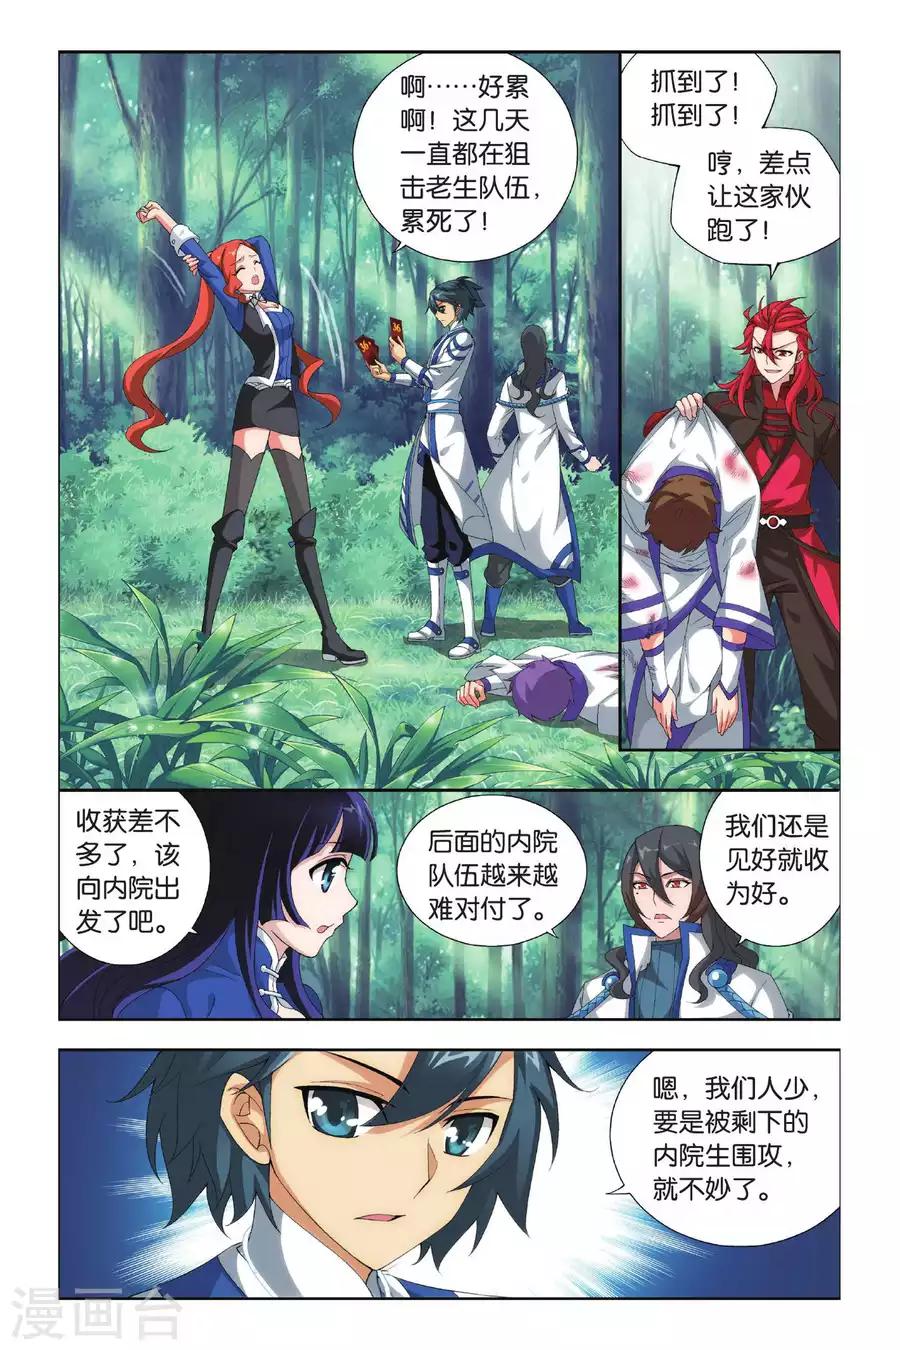 啊……好累
啊！这几天
一直都在狙
击老生队伍，
累死了！
抓到了！
抓到了！
哼，差点
让这家伙
跑了！
36
收获差不
多了，该
向内院出
发了吧。
后面的内院
队伍越来越
难对付了。
我们还是
见好就收
为好。
嗯，我们人少，
要是被剩下的
内院生围攻，
就不妙了。
漫画台